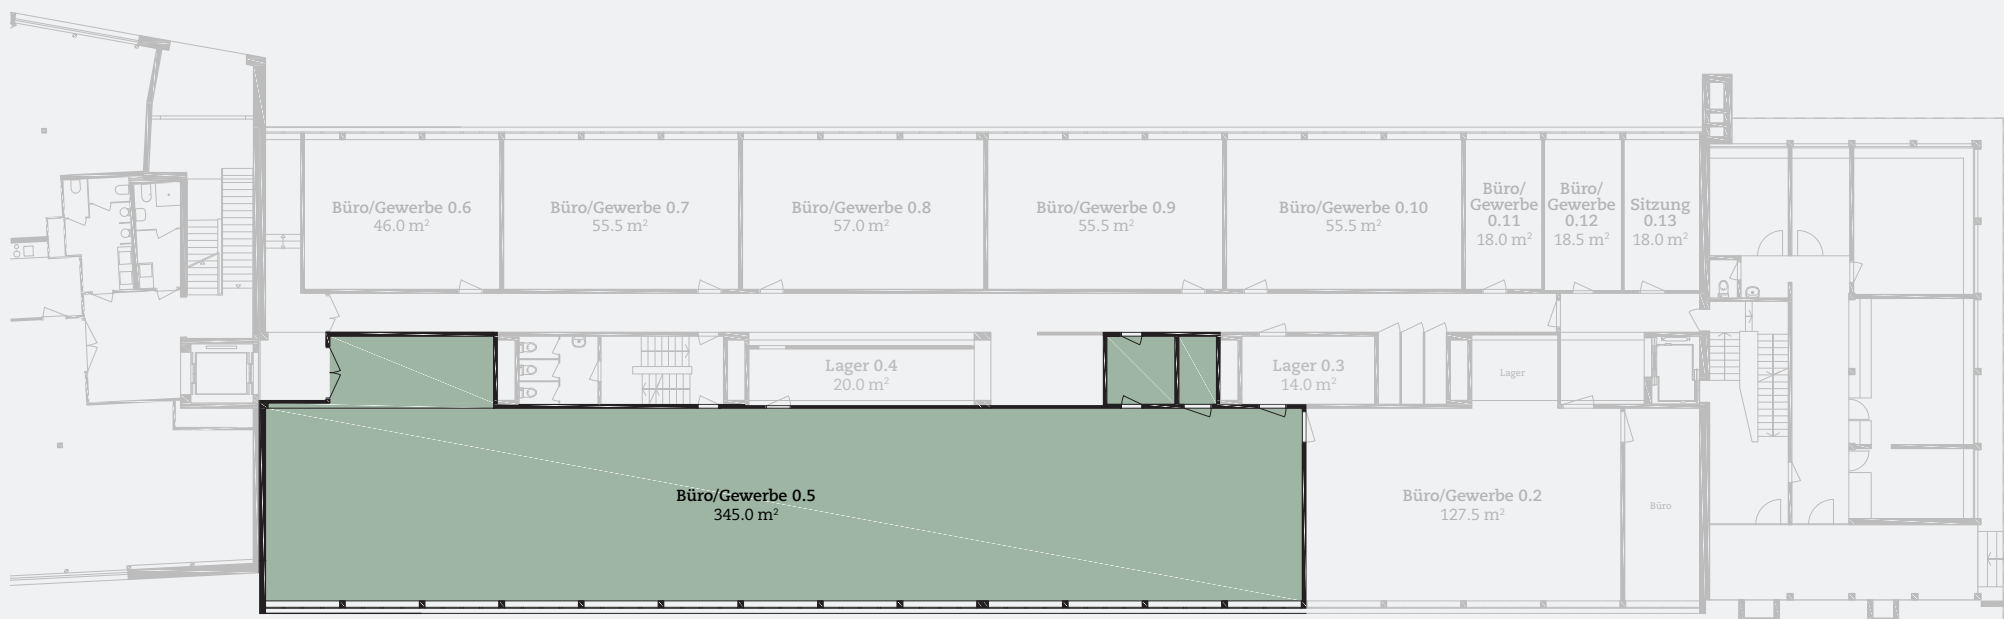 Büro/Gewerbe 0.6
46.0 m²
Büro/Gewerbe 0.7
55.5 m²
Büro/Gewerbe 0.8
57.0 m²
Büro/Gewerbe 0.9
55.5 m²
Büro/Gewerbe 0.10
55.5 m²
Büro/
Gewerbe
0.11
18.0 m²
Büro/
Gewerbe
0.12
18.5 m²
Sitzung
0.13
18.0 m²
Lager 0.4
20.0 m²
Lager 0.3
14.0 m²
Lager
Büro/Gewerbe 0.5
345.0 m²
Büro/Gewerbe 0.2
127.5 m²
Büro